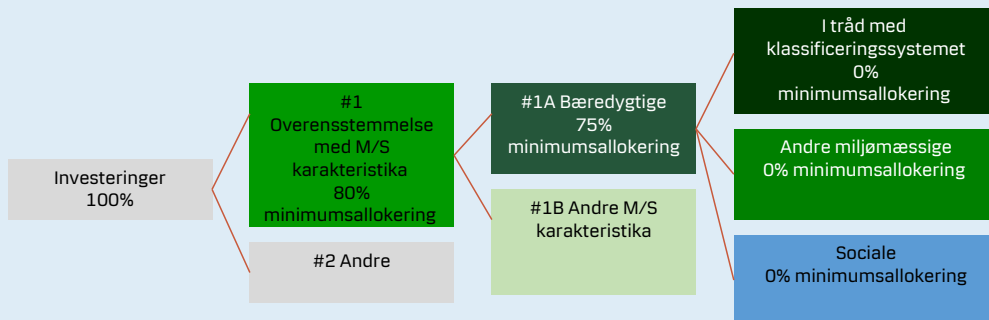 Investeringer
100%
#1
Overensstemmelse
med M/S
karakteristika
80%
minimumsallokering
#2 Andre
#1A Bæredygtige
75%
minimumsallokering
#1B Andre M/S
karakteristika
I tråd med
klassificeringssystemet
0%
minimumsallokering
Andre miljømæssige
0% minimumsallokering
Sociale
0% minimumsallokering